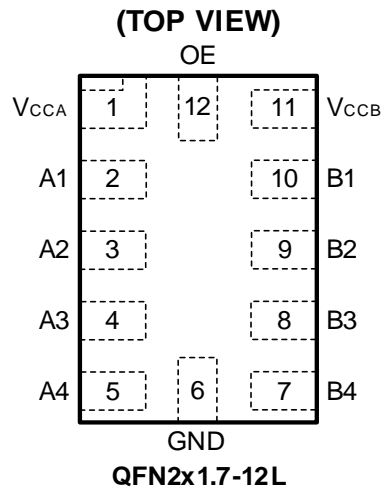 (TOP VIEW)
OE
VCCA 1 12 11 VCCB
A1 2 10 B1
A2 3 9 B2
A3 4 8 B3
A4 5 6 7 B4
GND
QFN2x1.7-12L